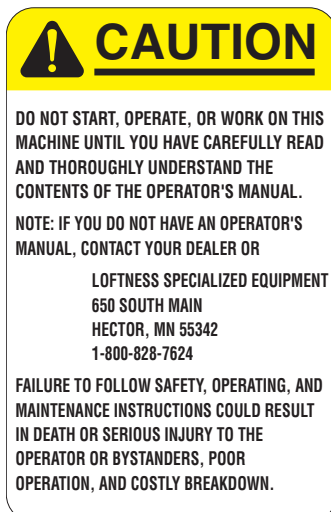 CAUTION
DO NOT START, OPERATE, OR WORK ON THIS
MACHINE UNTIL YOU HAVE CAREFULLY READ
AND THOROUGHLY UNDERSTAND THE
CONTENTS OF THE OPERATOR'S MANUAL.
NOTE: IF YOU DO NOT HAVE AN OPERATOR'S
MANUAL, CONTACT YOUR DEALER OR
LOFTNESS SPECIALIZED EQUIPMENT
650 SOUTH MAIN
HECTOR, MN 55342
1-800-828-7624
FAILURE TO FOLLOW SAFETY, OPERATING, AND
MAINTENANCE INSTRUCTIONS COULD RESULT
IN DEATH OR SERIOUS INJURY TO THE
OPERATOR OR BYSTANDERS, POOR
OPERATION, AND COSTLY BREAKDOWN.